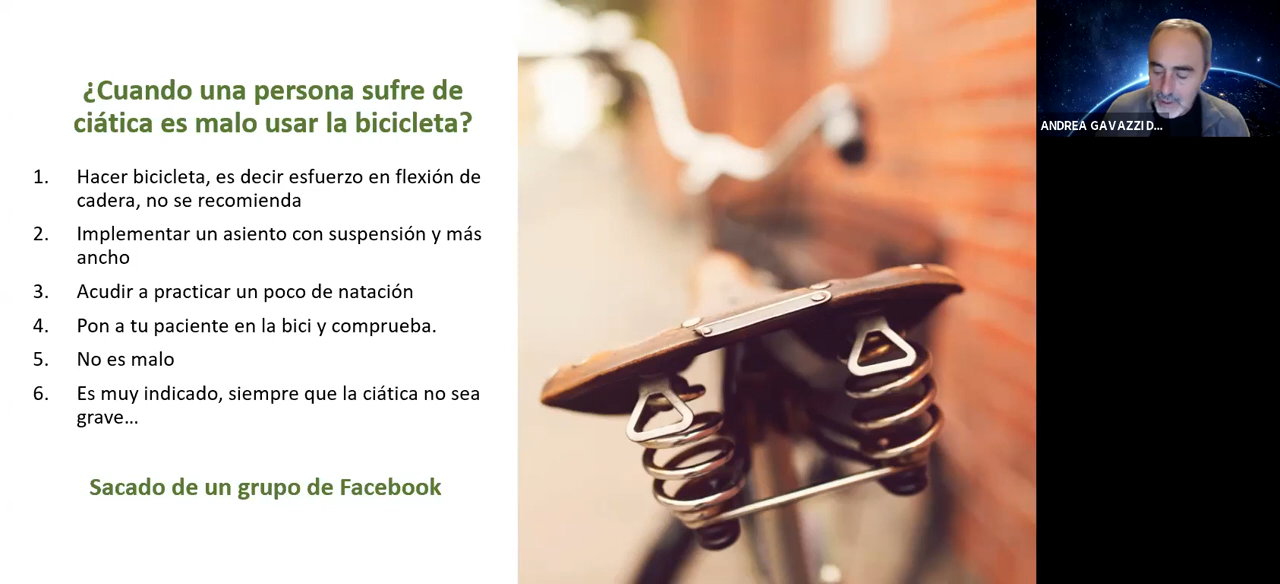 ¿Cuando una persona sufre de
ciática es malo usar la bicicleta?
1. Hacer bicicleta, es decir esfuerzo en flexión de
cadera, no se recomienda
2. Implementar un asiento con suspensión y más
ancho
3. Acudir a practicar un poco de natación
4. Pon a tu paciente en la bici y comprueba.
5. No es malo
6. Es muy indicado, siempre que la ciática no sea
grave...
Sacado de un grupo de Facebook
ANDREA GAVAZZI D...